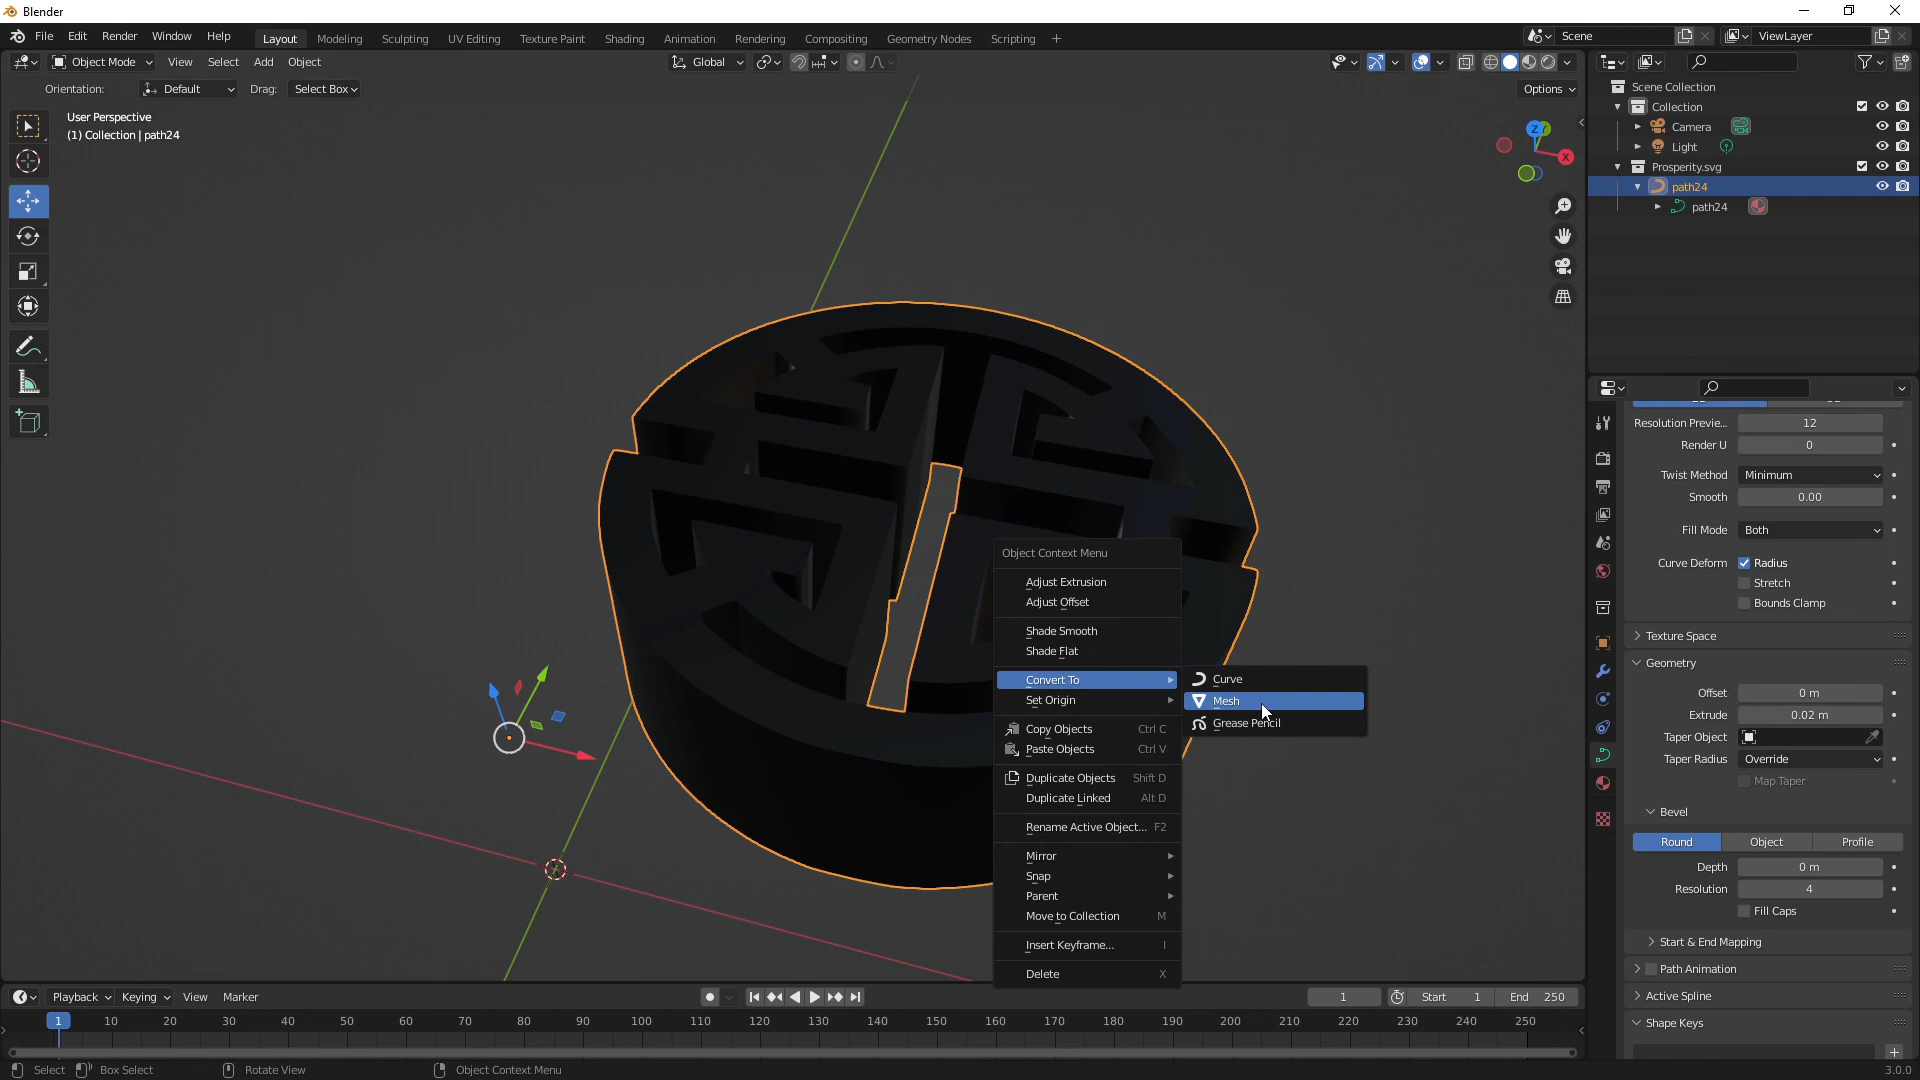 Blender
File Edit Render Window Help
Layout Modeling Sculpting UV Editing Texture Paint Shading Animation Rendering Compositing Geometry Nodes Scripting +
Scene
ViewLayer
Object Mode View Select Add Object
Global
Orientation: Default Drag: Select Box
Options
User Perspective
(1) Collection | path24
Z
X
Scene Collection
Collection
Camera
Light
Prosperity.svg
path24
path24
Resolution Previe... 12
Render U 0
Twist Method Minimum
Smooth 0.00
Fill Mode Both
Curve Deform Radius
Stretch
Bounds Clamp
Texture Space
Geometry
Offset 0 m
Extrude 0.02 m
Taper Object
Taper Radius Override
Map Taper
Bevel
Round Object Profile
Depth 0 m
Resolution 4
Fill Caps
Start & End Mapping
Path Animation
Active Spline
Shape Keys
Object Context Menu
Adjust Extrusion
Adjust Offset
Shade Smooth
Shade Flat
Convert To
Set Origin
Copy Objects Ctrl C
Paste Objects Ctrl V
Duplicate Objects Shift D
Duplicate Linked Alt D
Rename Active Object... F2
Mirror
Snap
Parent
Move to Collection M
Insert Keyframe... I
Delete X
Curve
Mesh
Grease Pencil
Playback Keying View Marker
1 Start 1 End 250
1 10 20 30 40 50 60 70 80 90 100 110 120 130 140 150 160 170 180 190 200 210 220 230 240 250
Select Box Select Rotate View Object Context Menu 3.0.0